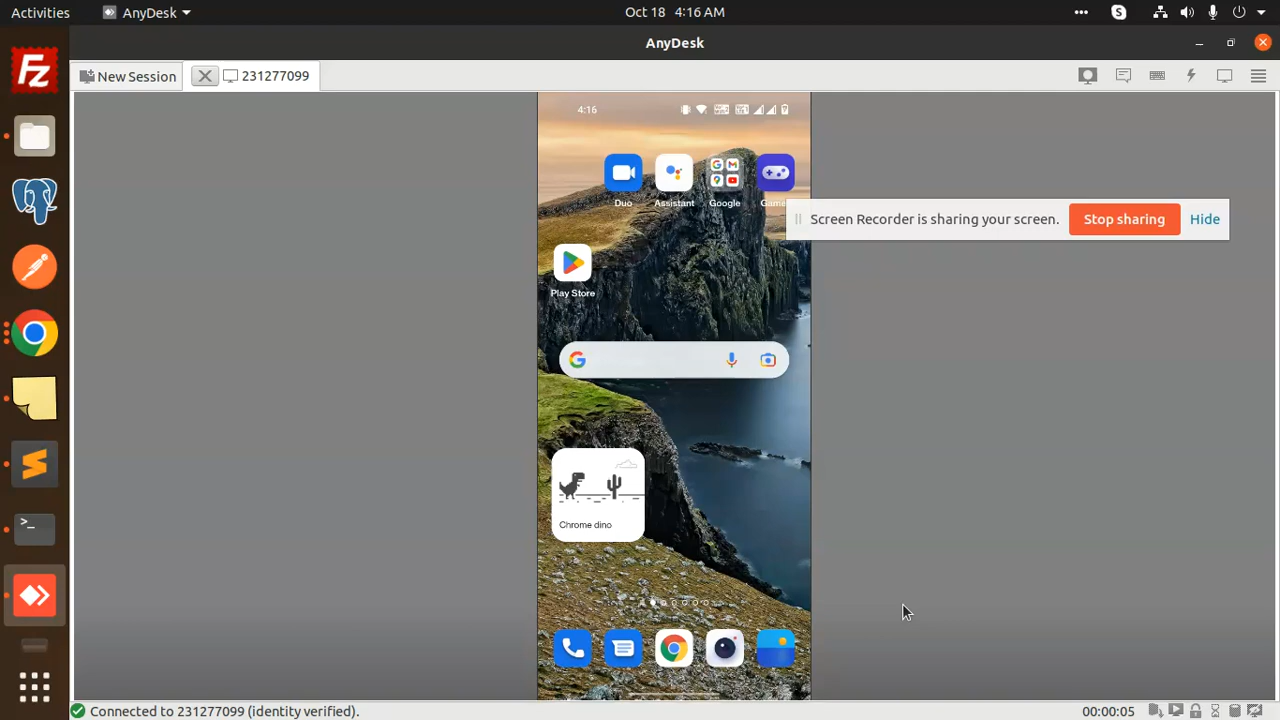 Activities
AnyDesk
Oct 18 4:16 AM
AnyDesk
New Session
231277099
4:16
Duo
Assistant
Google
Game
Screen Recorder is sharing your screen.
Stop sharing
Hide
Play Store
Chrome dino
Connected to 231277099 (identity verified).
00:00:05